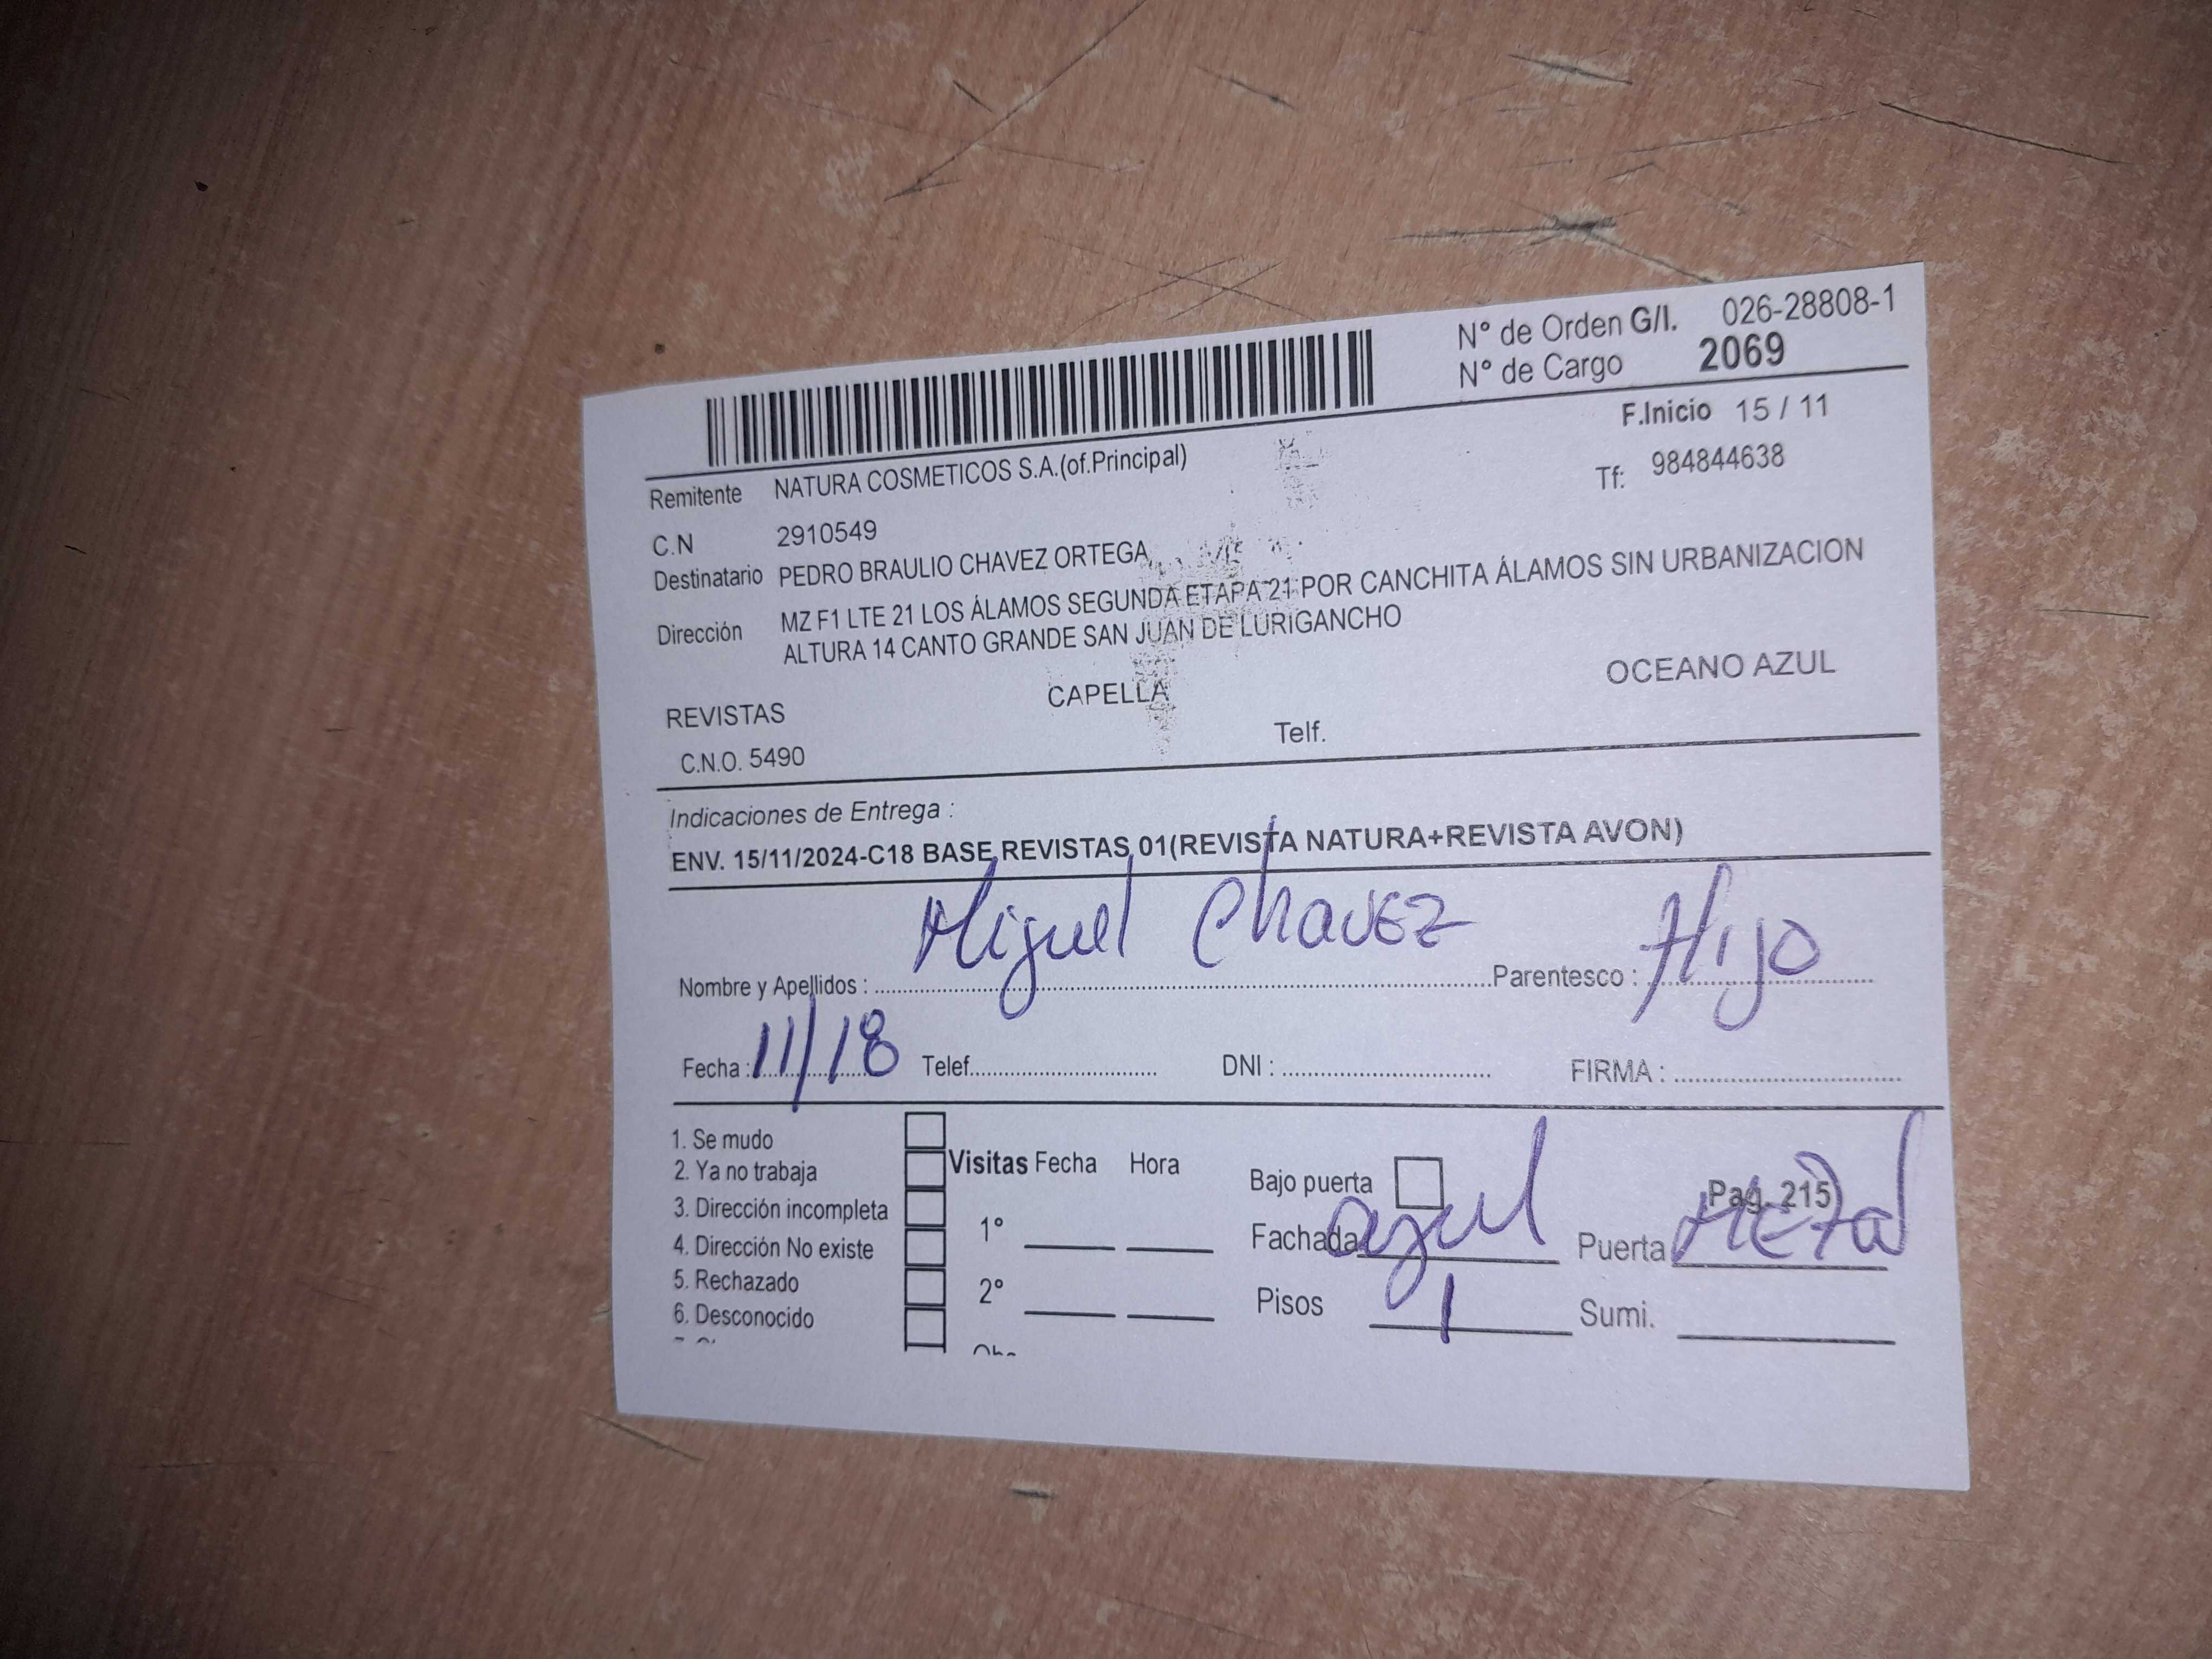 N° de Orden G/I. 026-28808-1
N° de Cargo 2069
F.Inicio 15 / 11
Remitente NATURA COSMETICOS S.A.(of.Principal)
Tf: 984844638
C.N 2910549
Destinatario PEDRO BRAULIO CHAVEZ ORTEGA
Dirección MZ F1 LTE 21 LOS ÁLAMOS SEGUNDA ETAPA 21 POR CANCHITA ÁLAMOS SIN URBANIZACION
ALTURA 14 CANTO GRANDE SAN JUAN DE LURIGANCHO
REVISTAS CAPELLA OCEANO AZUL
C.N.O. 5490 Telf.
Indicaciones de Entrega :
ENV. 15/11/2024-C18 BASE REVISTAS 01(REVISTA NATURA+REVISTA AVON)
Nombre y Apellidos : Miguel Chavez Parentesco : Hijo
Fecha : 11/18 Telef. DNI : FIRMA :
1. Se mudo
2. Ya no trabaja
3. Dirección incompleta
4. Dirección No existe
5. Rechazado
6. Desconocido
Visitas Fecha Hora
1°
2°
Bajo puerta Pag. 215
Fachada azul Puerta Metal
Pisos 1 Sumi.